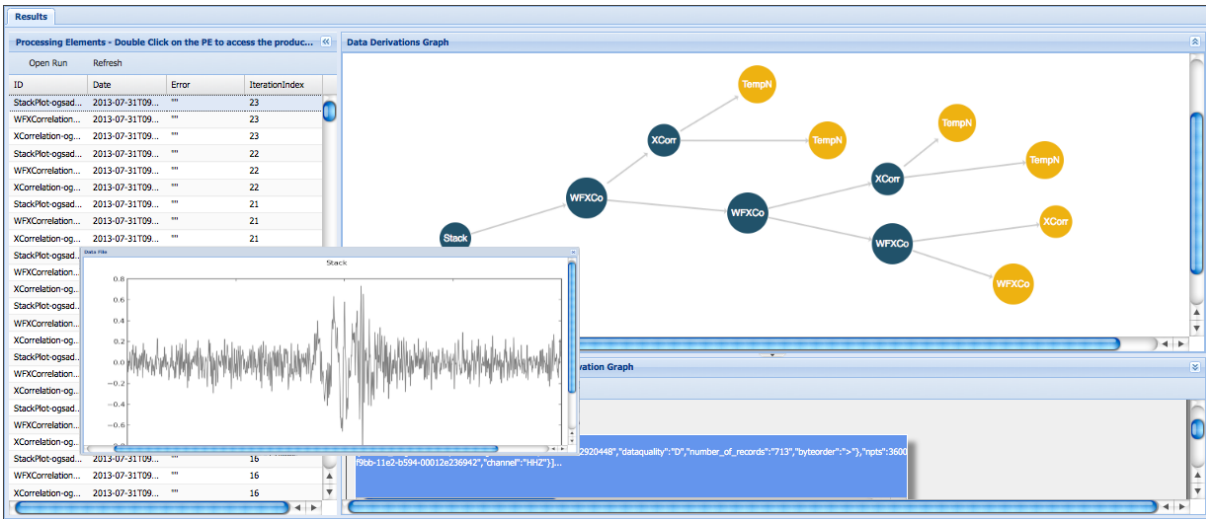 Results
Processing Elements - Double Click on the PE to access the produc...
Open Run Refresh
ID Date Error IterationIndex
StackPlot-ogsad... 2013-07-31T09... "" 23
WFXCorrelation... 2013-07-31T09... "" 23
XCorrelation-og... 2013-07-31T09... "" 23
StackPlot-ogsad... 2013-07-31T09... "" 22
WFXCorrelation... 2013-07-31T09... "" 22
XCorrelation-og... 2013-07-31T09... "" 22
StackPlot-ogsad... 2013-07-31T09... "" 21
WFXCorrelation... 2013-07-31T09... "" 21
XCorrelation-og... 2013-07-31T09... "" 21
StackPlot-ogsad..
WFXCorrelation..
XCorrelation-og..
StackPlot-ogsad..
WFXCorrelation..
XCorrelation-og..
StackPlot-ogsad..
WFXCorrelation..
XCorrelation-og..
StackPlot-ogsad..
WFXCorrelation..
XCorrelation-og..
StackPlot-ogsad... 2013-07-31T09... "" 16
WFXCorrelation... 2013-07-31T09... "" 16
XCorrelation-og... 2013-07-31T09... "" 16
Data File
Stack
0.8
0.6
0.4
0.2
0.0
−0.2
−0.4
−0.6
Data Derivations Graph
TempN
XCorr
TempN
TempN
TempN
XCorr
WFXCo
WFXCo
XCorr
Stack
WFXCo
WFXCo
vation Graph
2920448","dataquality":"D","number_of_records":"713","byteorder":">"},"npts":3600
f9bb-11e2-b594-00012e236942","channel":"HHZ"}]...